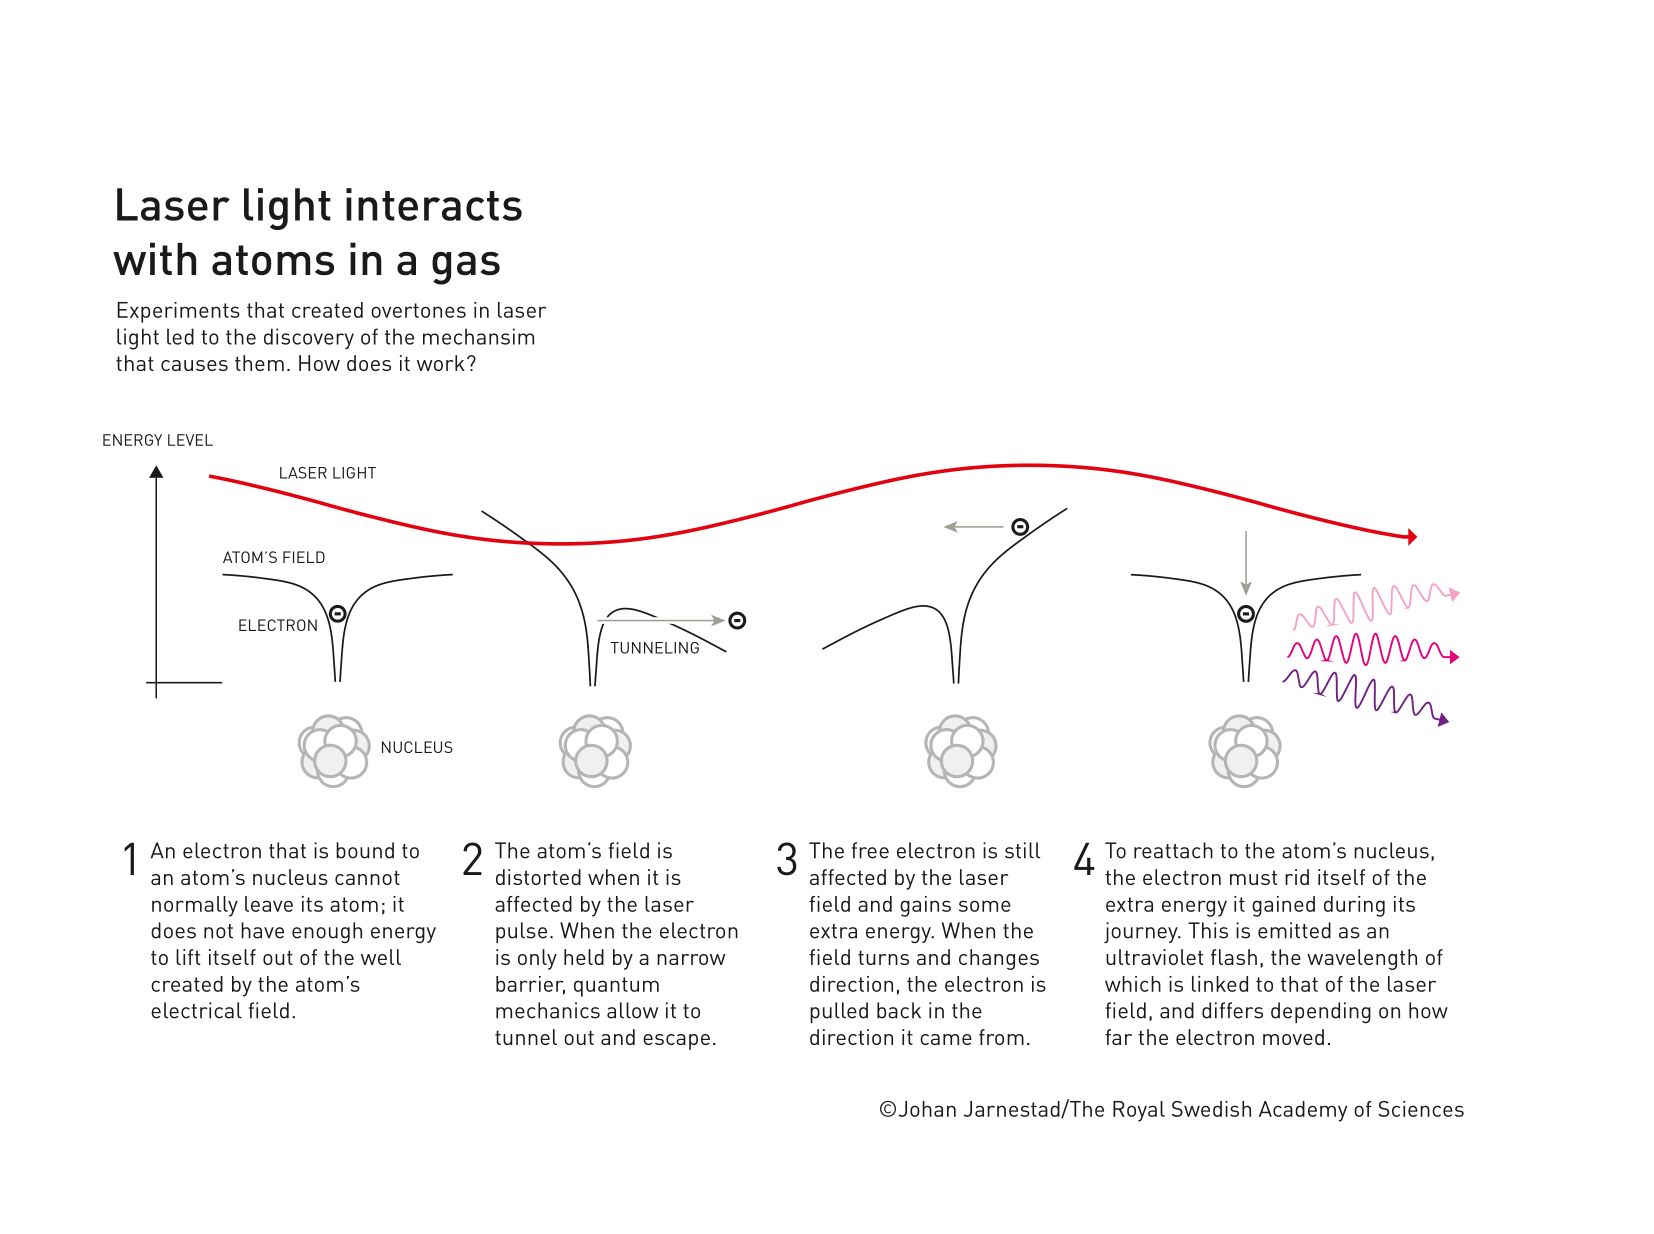 Laser light interacts
with atoms in a gas
Experiments that created overtones in laser
light led to the discovery of the mechansim
that causes them. How does it work?
ENERGY LEVEL
LASER LIGHT
ATOM’S FIELD
ELECTRON
TUNNELING
NUCLEUS
1
An electron that is bound to
an atom’s nucleus cannot
normally leave its atom; it
does not have enough energy
to lift itself out of the well
created by the atom’s
electrical field.
2
The atom’s field is
distorted when it is
affected by the laser
pulse. When the electron
is only held by a narrow
barrier, quantum
mechanics allow it to
tunnel out and escape.
3
The free electron is still
affected by the laser
field and gains some
extra energy. When the
field turns and changes
direction, the electron is
pulled back in the
direction it came from.
4
To reattach to the atom’s nucleus,
the electron must rid itself of the
extra energy it gained during its
journey. This is emitted as an
ultraviolet flash, the wavelength of
which is linked to that of the laser
field, and differs depending on how
far the electron moved.
©Johan Jarnestad/The Royal Swedish Academy of Sciences